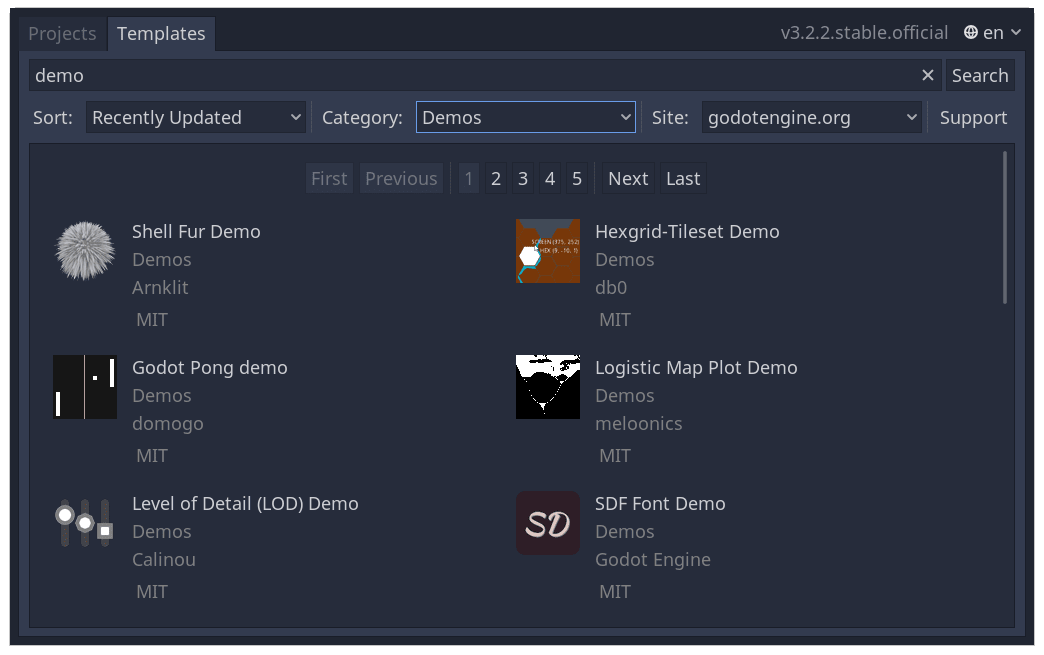 Projects Templates v3.2.2.stable.official en
demo Search
Sort: Recently Updated Category: Demos Site: godotengine.org Support
First Previous 1 2 3 4 5 Next Last
Shell Fur Demo
Demos
Arnklit
MIT
Hexgrid-Tileset Demo
Demos
db0
MIT
SCREEN (375, 252)
HEX (9, -10, 1)
Godot Pong demo
Demos
domogo
MIT
Logistic Map Plot Demo
Demos
meloonics
MIT
Level of Detail (LOD) Demo
Demos
Calinou
MIT
SD
SDF Font Demo
Demos
Godot Engine
MIT